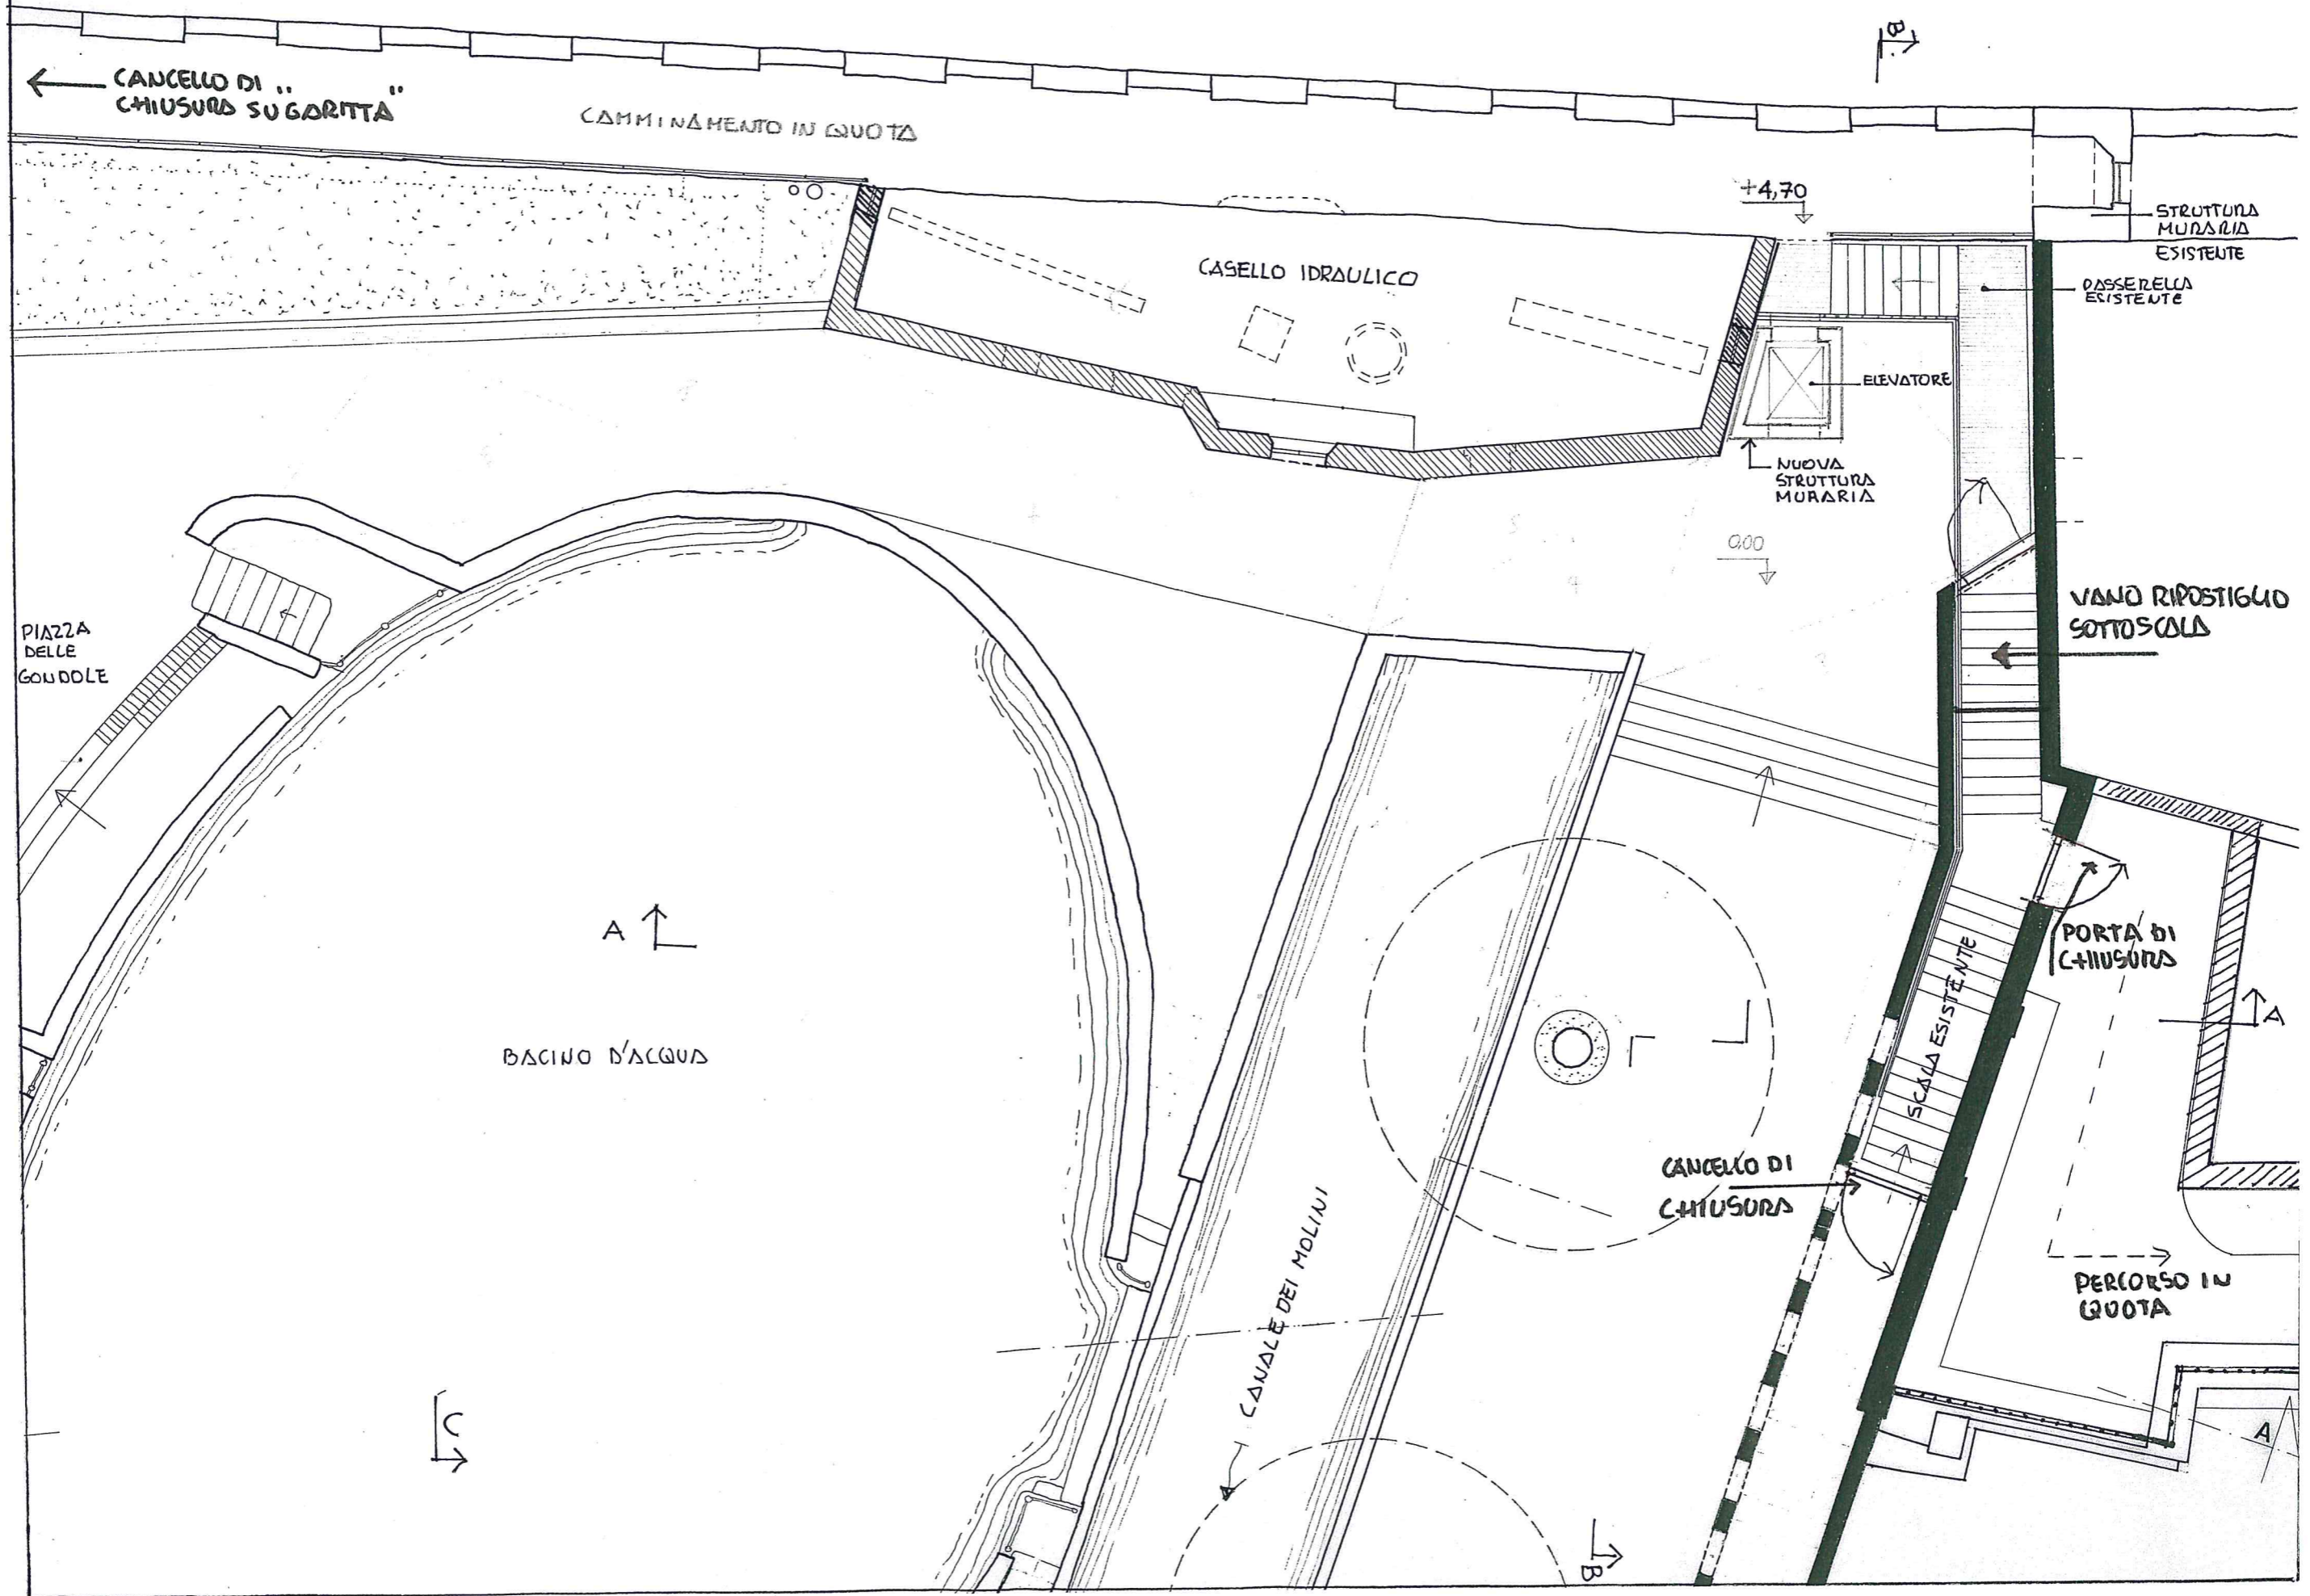 B
CANCELLO DI
CHIUSURA SU "GARITTA"
CAMMINAMENTO IN QUOTA
+4,70
STRUTTURA
MURARIA
ESISTENTE
CASELLO IDRAULICO
PASSERELLA
ESISTENTE
ELEVATORE
NUOVA
STRUTTURA
MURARIA
0,00
VANO RIPOSTIGLIO
SOTTOSCALA
PIAZZA
DELLE
GONDOLE
A
PORTA DI
CHIUSURA
SCALA ESISTENTE
A
BACINO D'ACQUA
CANCELLO DI
CHIUSURA
CANALE DEI MOLINI
PERCORSO IN
QUOTA
C
A
B